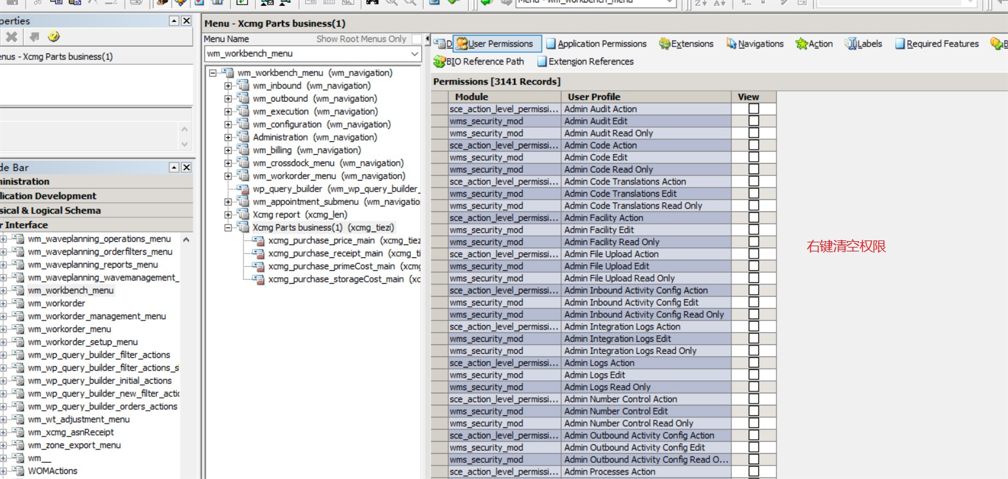 Menu - wm_workbench_menu
perties
enus - Xcmg Parts business(1)
de Bar
inistration
lication Development
sical & Logical Schema
r Interface
wm_waveplanning_operations_menu
wm_waveplanning_orderfilters_menu
wm_waveplanning_reports_menu
wm_waveplanning_wavemanagement_
wm_workbench_menu
wm_workorder
wm_workorder_management_menu
wm_workorder_menu
wm_workorder_setup_menu
wm_wp_query_builder_filter_actions
wm_wp_query_builder_filter_actions_s
wm_wp_query_builder_initial_actions
wm_wp_query_builder_new_filter_actic
wm_wp_query_builder_orders_actions
wm_wt_adjustment_menu
wm_xcmg_asnReceipt
wm_zone_export_menu
wm__
WOMActions
Menu - Xcmg Parts business(1)
Menu Name Show Root Menus Only
wm_workbench_menu
wm_workbench_menu (wm_navigation)
wm_inbound (wm_navigation)
wm_outbound (wm_navigation)
wm_execution (wm_navigation)
wm_configuration (wm_navigation)
Administration (wm_navigation)
wm_billing (wm_navigation)
wm_crossdock_menu (wm_navigation)
wm_workorder_menu (wm_navigation)
wp_query_builder (wm_wp_query_builder_
wm_appointment_submenu (wm_navigatio
Xcmg report (xcmg_len)
Xcmg Parts business(1) (xcmg_tiezi)
xcmg_purchase_price_main (xcmg_tiez
xcmg_purchase_receipt_main (xcmg_ti
xcmg_purchase_primeCost_main (xcmg
xcmg_purchase_storageCost_main (xc
D User Permissions Application Permissions Extensions Navigations Action Labels Required Features B
BIO Reference Path Extension References
Permissions [3141 Records]
Module User Profile View
sce_action_level_permissi... Admin Audit Action
wms_security_mod Admin Audit Edit
wms_security_mod Admin Audit Read Only
sce_action_level_permissi... Admin Code Action
wms_security_mod Admin Code Edit
wms_security_mod Admin Code Read Only
sce_action_level_permissi... Admin Code Translations Action
wms_security_mod Admin Code Translations Edit
wms_security_mod Admin Code Translations Read Only
sce_action_level_permissi... Admin Facility Action
wms_security_mod Admin Facility Edit
wms_security_mod Admin Facility Read Only
sce_action_level_permissi... Admin File Upload Action
wms_security_mod Admin File Upload Edit
wms_security_mod Admin File Upload Read Only
sce_action_level_permissi... Admin Inbound Activity Config Action
wms_security_mod Admin Inbound Activity Config Edit
wms_security_mod Admin Inbound Activity Config Read Only
sce_action_level_permissi... Admin Integration Logs Action
wms_security_mod Admin Integration Logs Edit
wms_security_mod Admin Integration Logs Read Only
sce_action_level_permissi... Admin Logs Action
wms_security_mod Admin Logs Edit
wms_security_mod Admin Logs Read Only
sce_action_level_permissi... Admin Number Control Action
wms_security_mod Admin Number Control Edit
wms_security_mod Admin Number Control Read Only
sce_action_level_permissi... Admin Outbound Activity Config Action
wms_security_mod Admin Outbound Activity Config Edit
wms_security_mod Admin Outbound Activity Config Read O...
sce_action_level_permissi... Admin Processes Action
右键清空权限